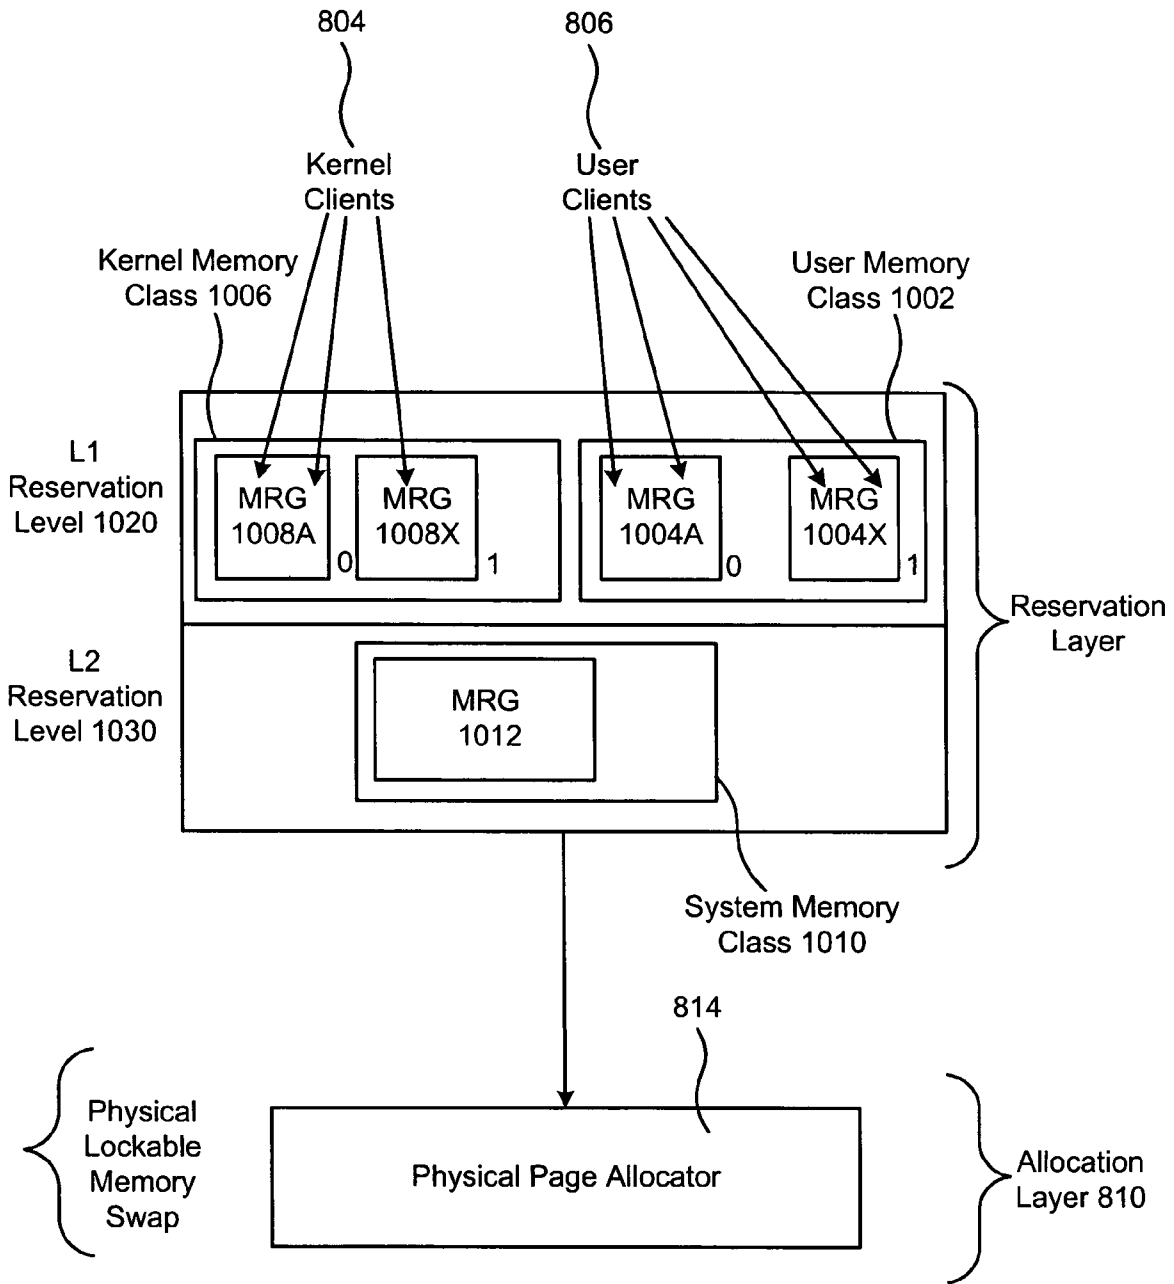 804
806
Kernel
Clients
User
Clients
Kernel Memory
Class 1006
User Memory
Class 1002
L1
Reservation
Level 1020
MRG
1008A
0
MRG
1008X
1
MRG
1004A
0
MRG
1004X
1
Reservation
Layer
L2
Reservation
Level 1030
MRG
1012
System Memory
Class 1010
814
Physical
Lockable
Memory
Swap
Physical Page Allocator
Allocation
Layer 810